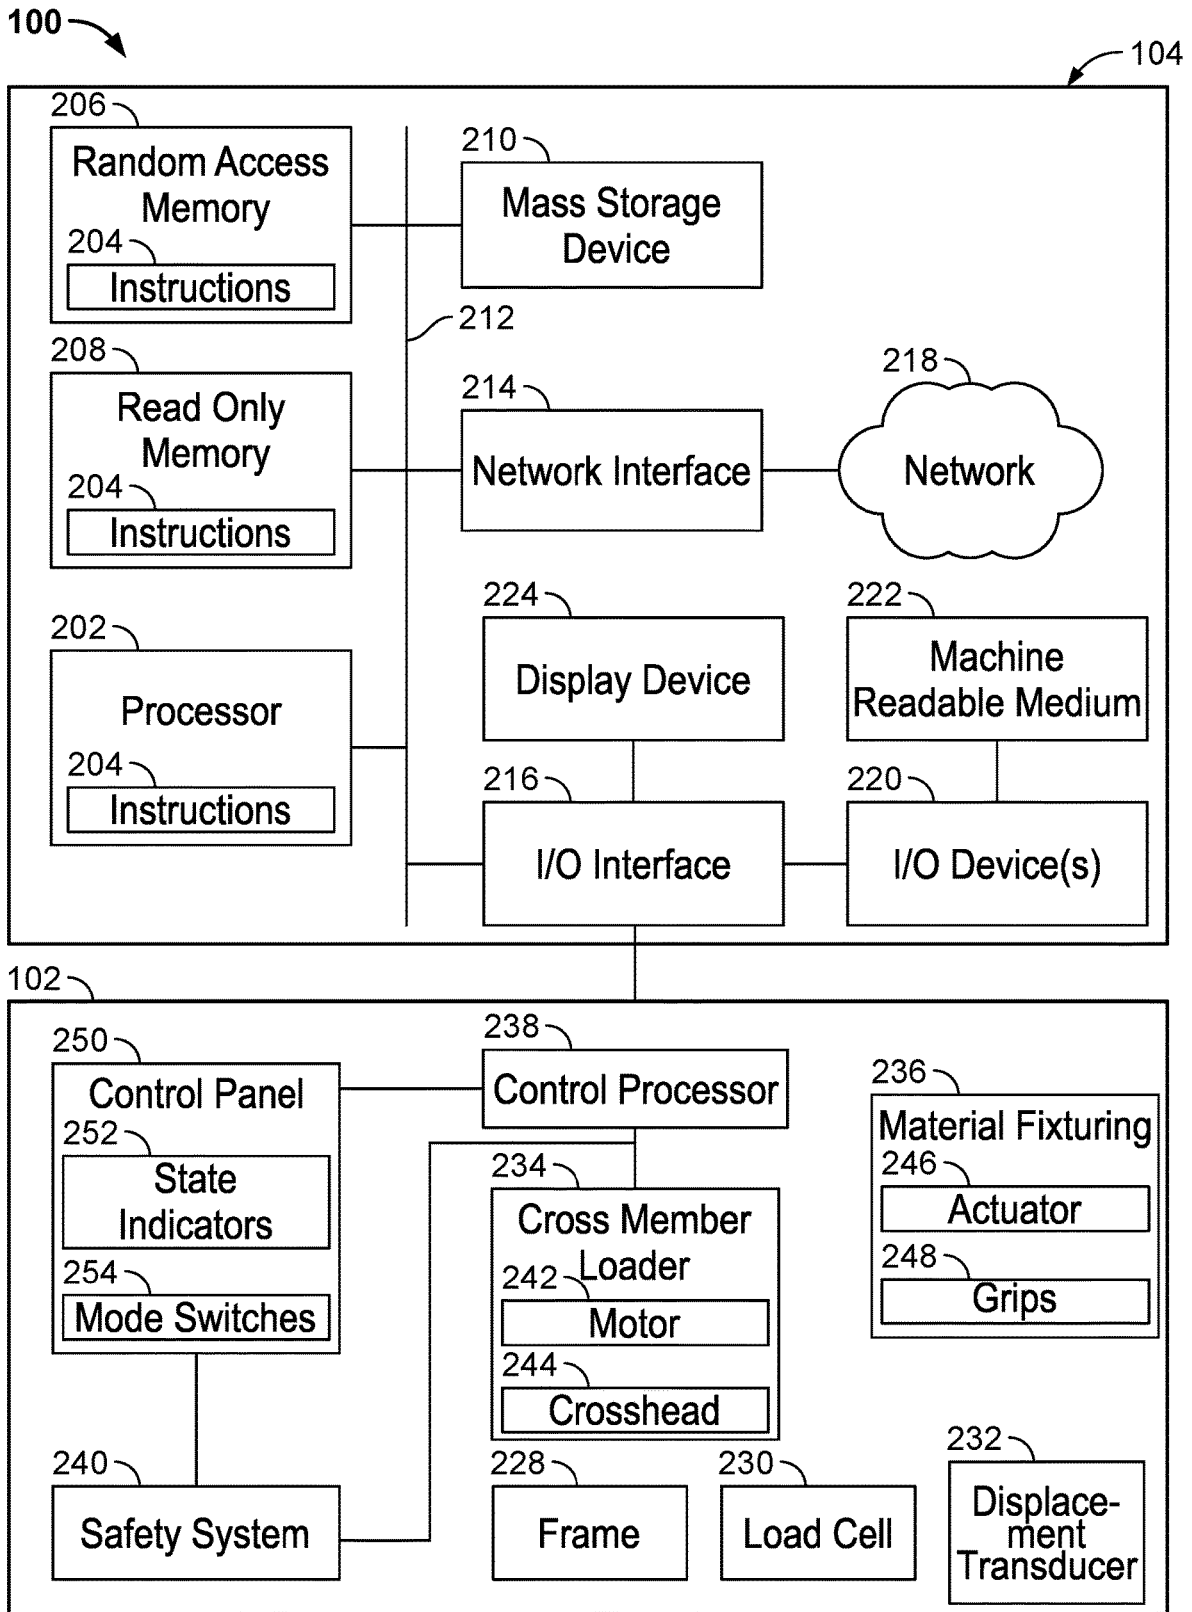 100
104
206
Random Access
Memory
204
Instructions
210
Mass Storage
Device
212
208
Read Only
Memory
204
Instructions
214
Network Interface
218
Network
202
Processor
204
Instructions
224
Display Device
222
Machine
Readable Medium
216
I/O Interface
220
I/O Device(s)
102
250
Control Panel
252
State
Indicators
254
Mode Switches
238
Control Processor
234
Cross Member
Loader
242
Motor
244
Crosshead
236
Material Fixturing
246
Actuator
248
Grips
240
Safety System
228
Frame
230
Load Cell
232
Displace-
ment
Transducer